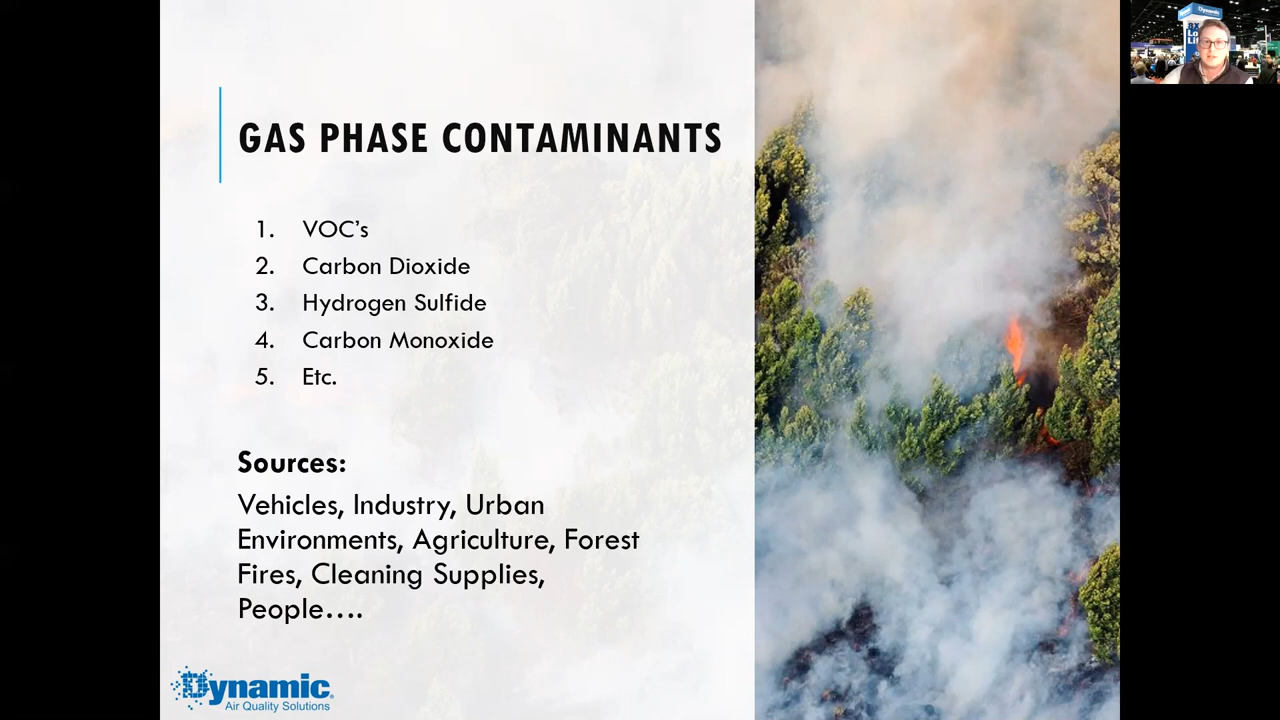 GAS PHASE CONTAMINANTS
1. VOC's
2. Carbon Dioxide
3. Hydrogen Sulfide
4. Carbon Monoxide
5. Etc.
Sources:
Vehicles, Industry, Urban
Environments, Agriculture, Forest
Fires, Cleaning Supplies,
People....
Dynamic
Air Quality Solutions
Dynamic